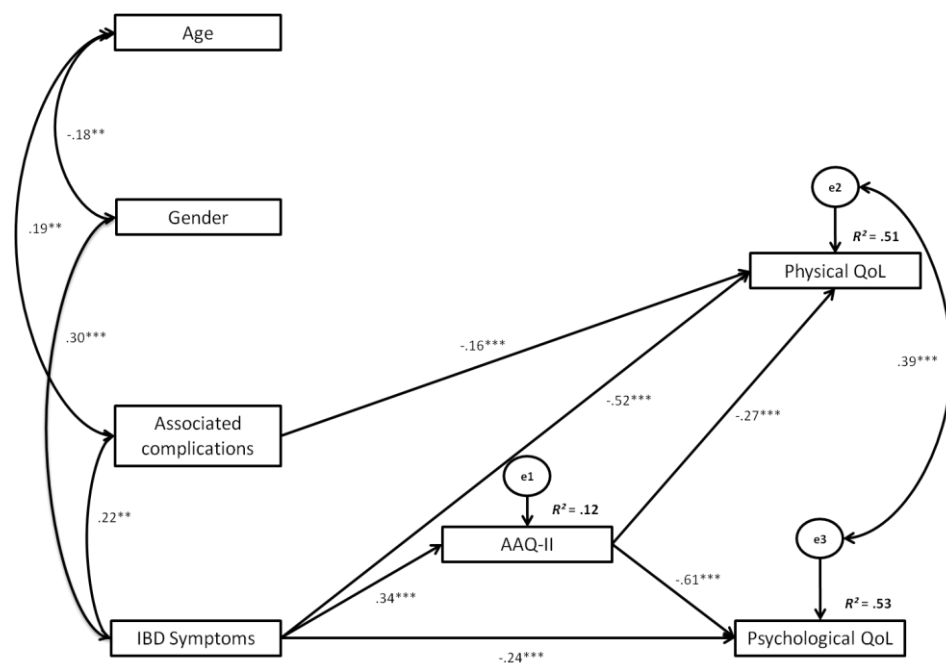 Age
-.18**
e2
Gender
.19**
R² = .51
Physical QoL
.30***
-.16***
.39***
-.52***
-.27***
Associated
complications
e1
.22**
R² = .12
AAQ-II
e3
-.61***
.34***
R² = .53
IBD Symptoms
Psychological QoL
-.24***